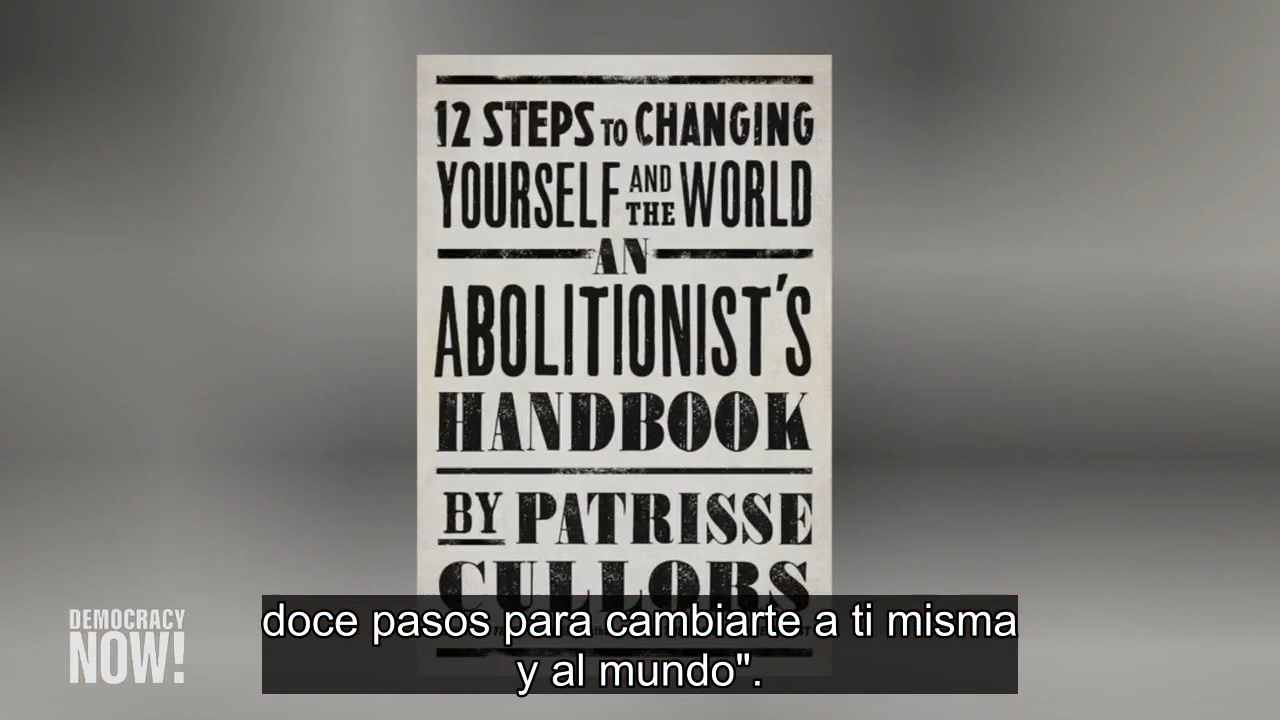 12 STEPS TO CHANGING
YOURSELF AND THE WORLD
AN
ABOLITIONIST'S
HANDBOOK
BY PATRISSE
CULLORS
DEMOCRACY
NOW!
doce pasos para cambiarte a ti misma
y al mundo".